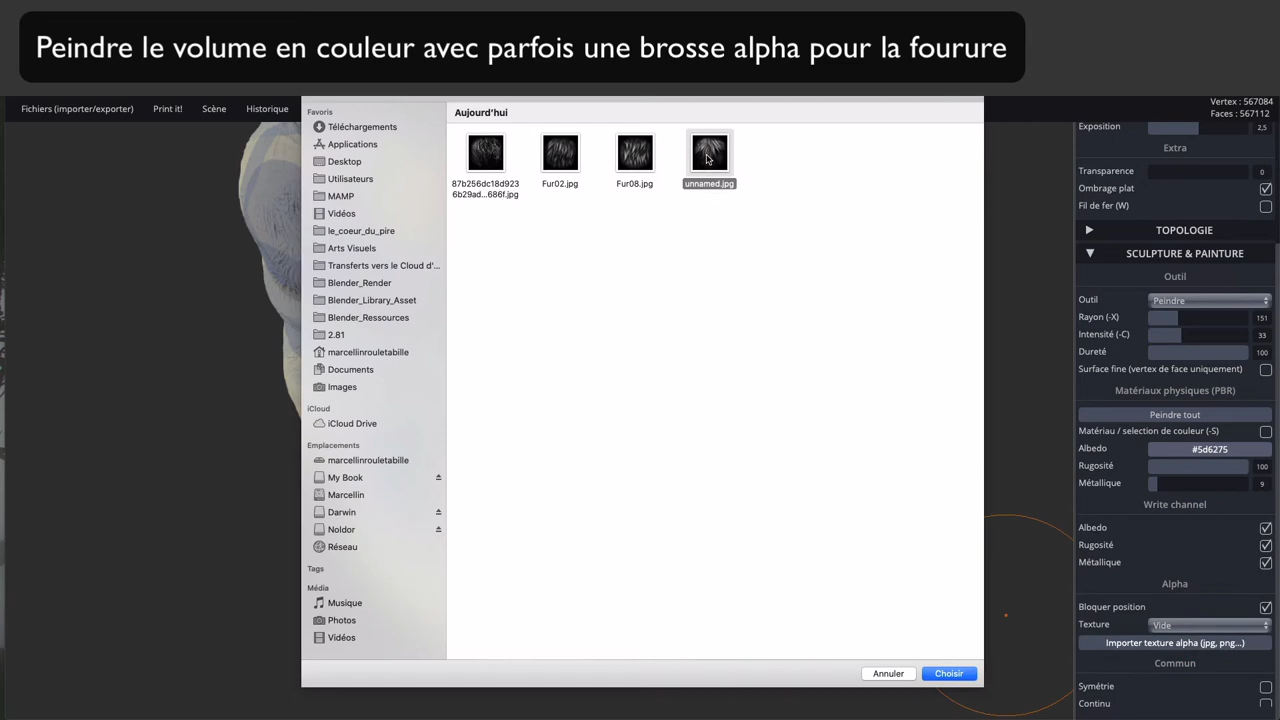 Peindre le volume en couleur avec parfois une brosse alpha pour la fourure
Fichiers (importer/exporter) Print it! Scène Historique
Vertex : 567084
Faces : 567112
Favoris
Téléchargements
Applications
Desktop
Utilisateurs
MAMP
Vidéos
le_coeur_du_pire
Arts Visuels
Transferts vers le Cloud d'...
Blender_Render
Blender_Library_Asset
Blender_Ressources
2.81
marcellinrouletabille
Documents
Images
iCloud
iCloud Drive
Emplacements
marcellinrouletabille
My Book
Marcellin
Darwin
Noldor
Réseau
Tags
Média
Musique
Photos
Vidéos
Aujourd'hui
87b256dc18d923
6b29ad...686f.jpg
Fur02.jpg
Fur08.jpg
unnamed.jpg
Annuler
Choisir
Exposition 2,5
Extra
Transparence 0
Ombrage plat
Fil de fer (W)
TOPOLOGIE
SCULPTURE & PAINTURE
Outil
Outil Peindre
Rayon (-X) 151
Intensité (-C) 33
Dureté 100
Surface fine (vertex de face uniquement)
Matériaux physiques (PBR)
Peindre tout
Matériau / selection de couleur (-S)
Albedo #5d6275
Rugosité 100
Métallique 9
Write channel
Albedo
Rugosité
Métallique
Alpha
Bloquer position
Texture Vide
Importer texture alpha (jpg, png...)
Commun
Symétrie
Continu